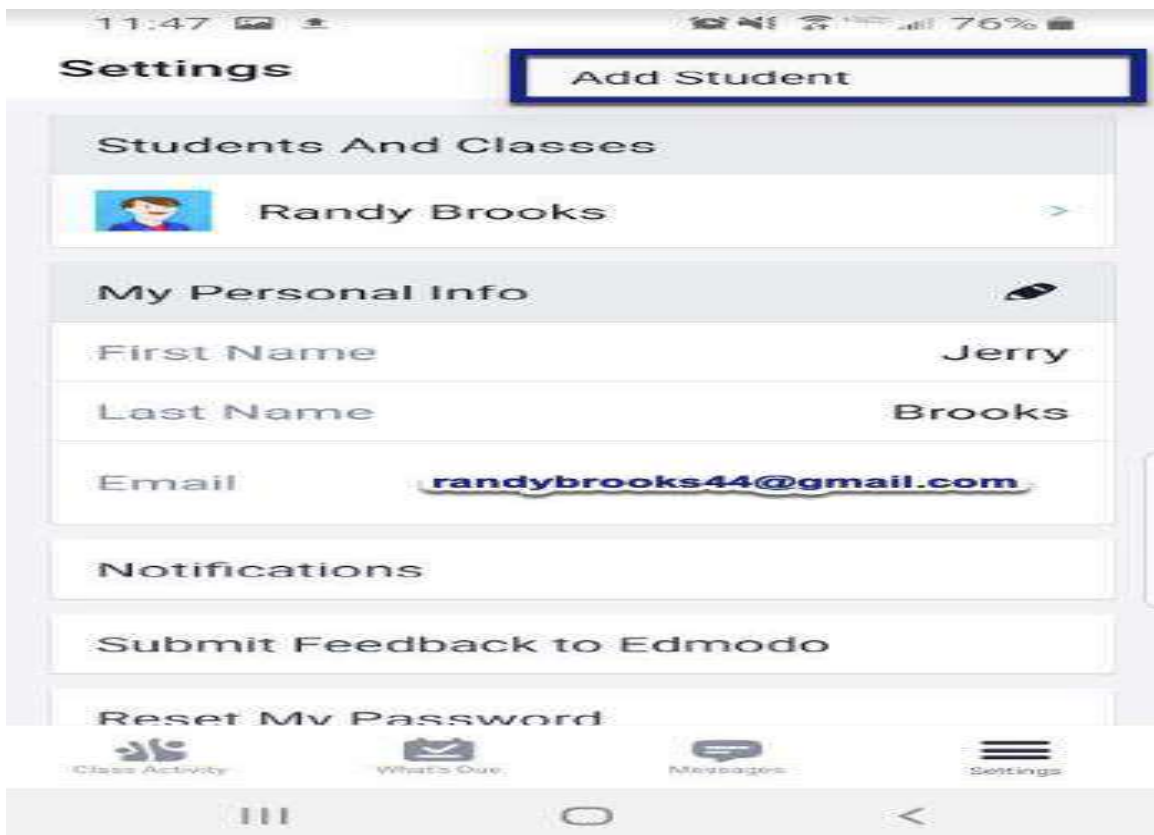 11:47 76%
Settings
Add Student
Students And Classes
Randy Brooks >
My Personal Info
First Name Jerry
Last Name Brooks
Email randybrooks44@gmail.com
Notifications
Submit Feedback to Edmodo
Reset My Password
Class Activity What's Due Messages Settings